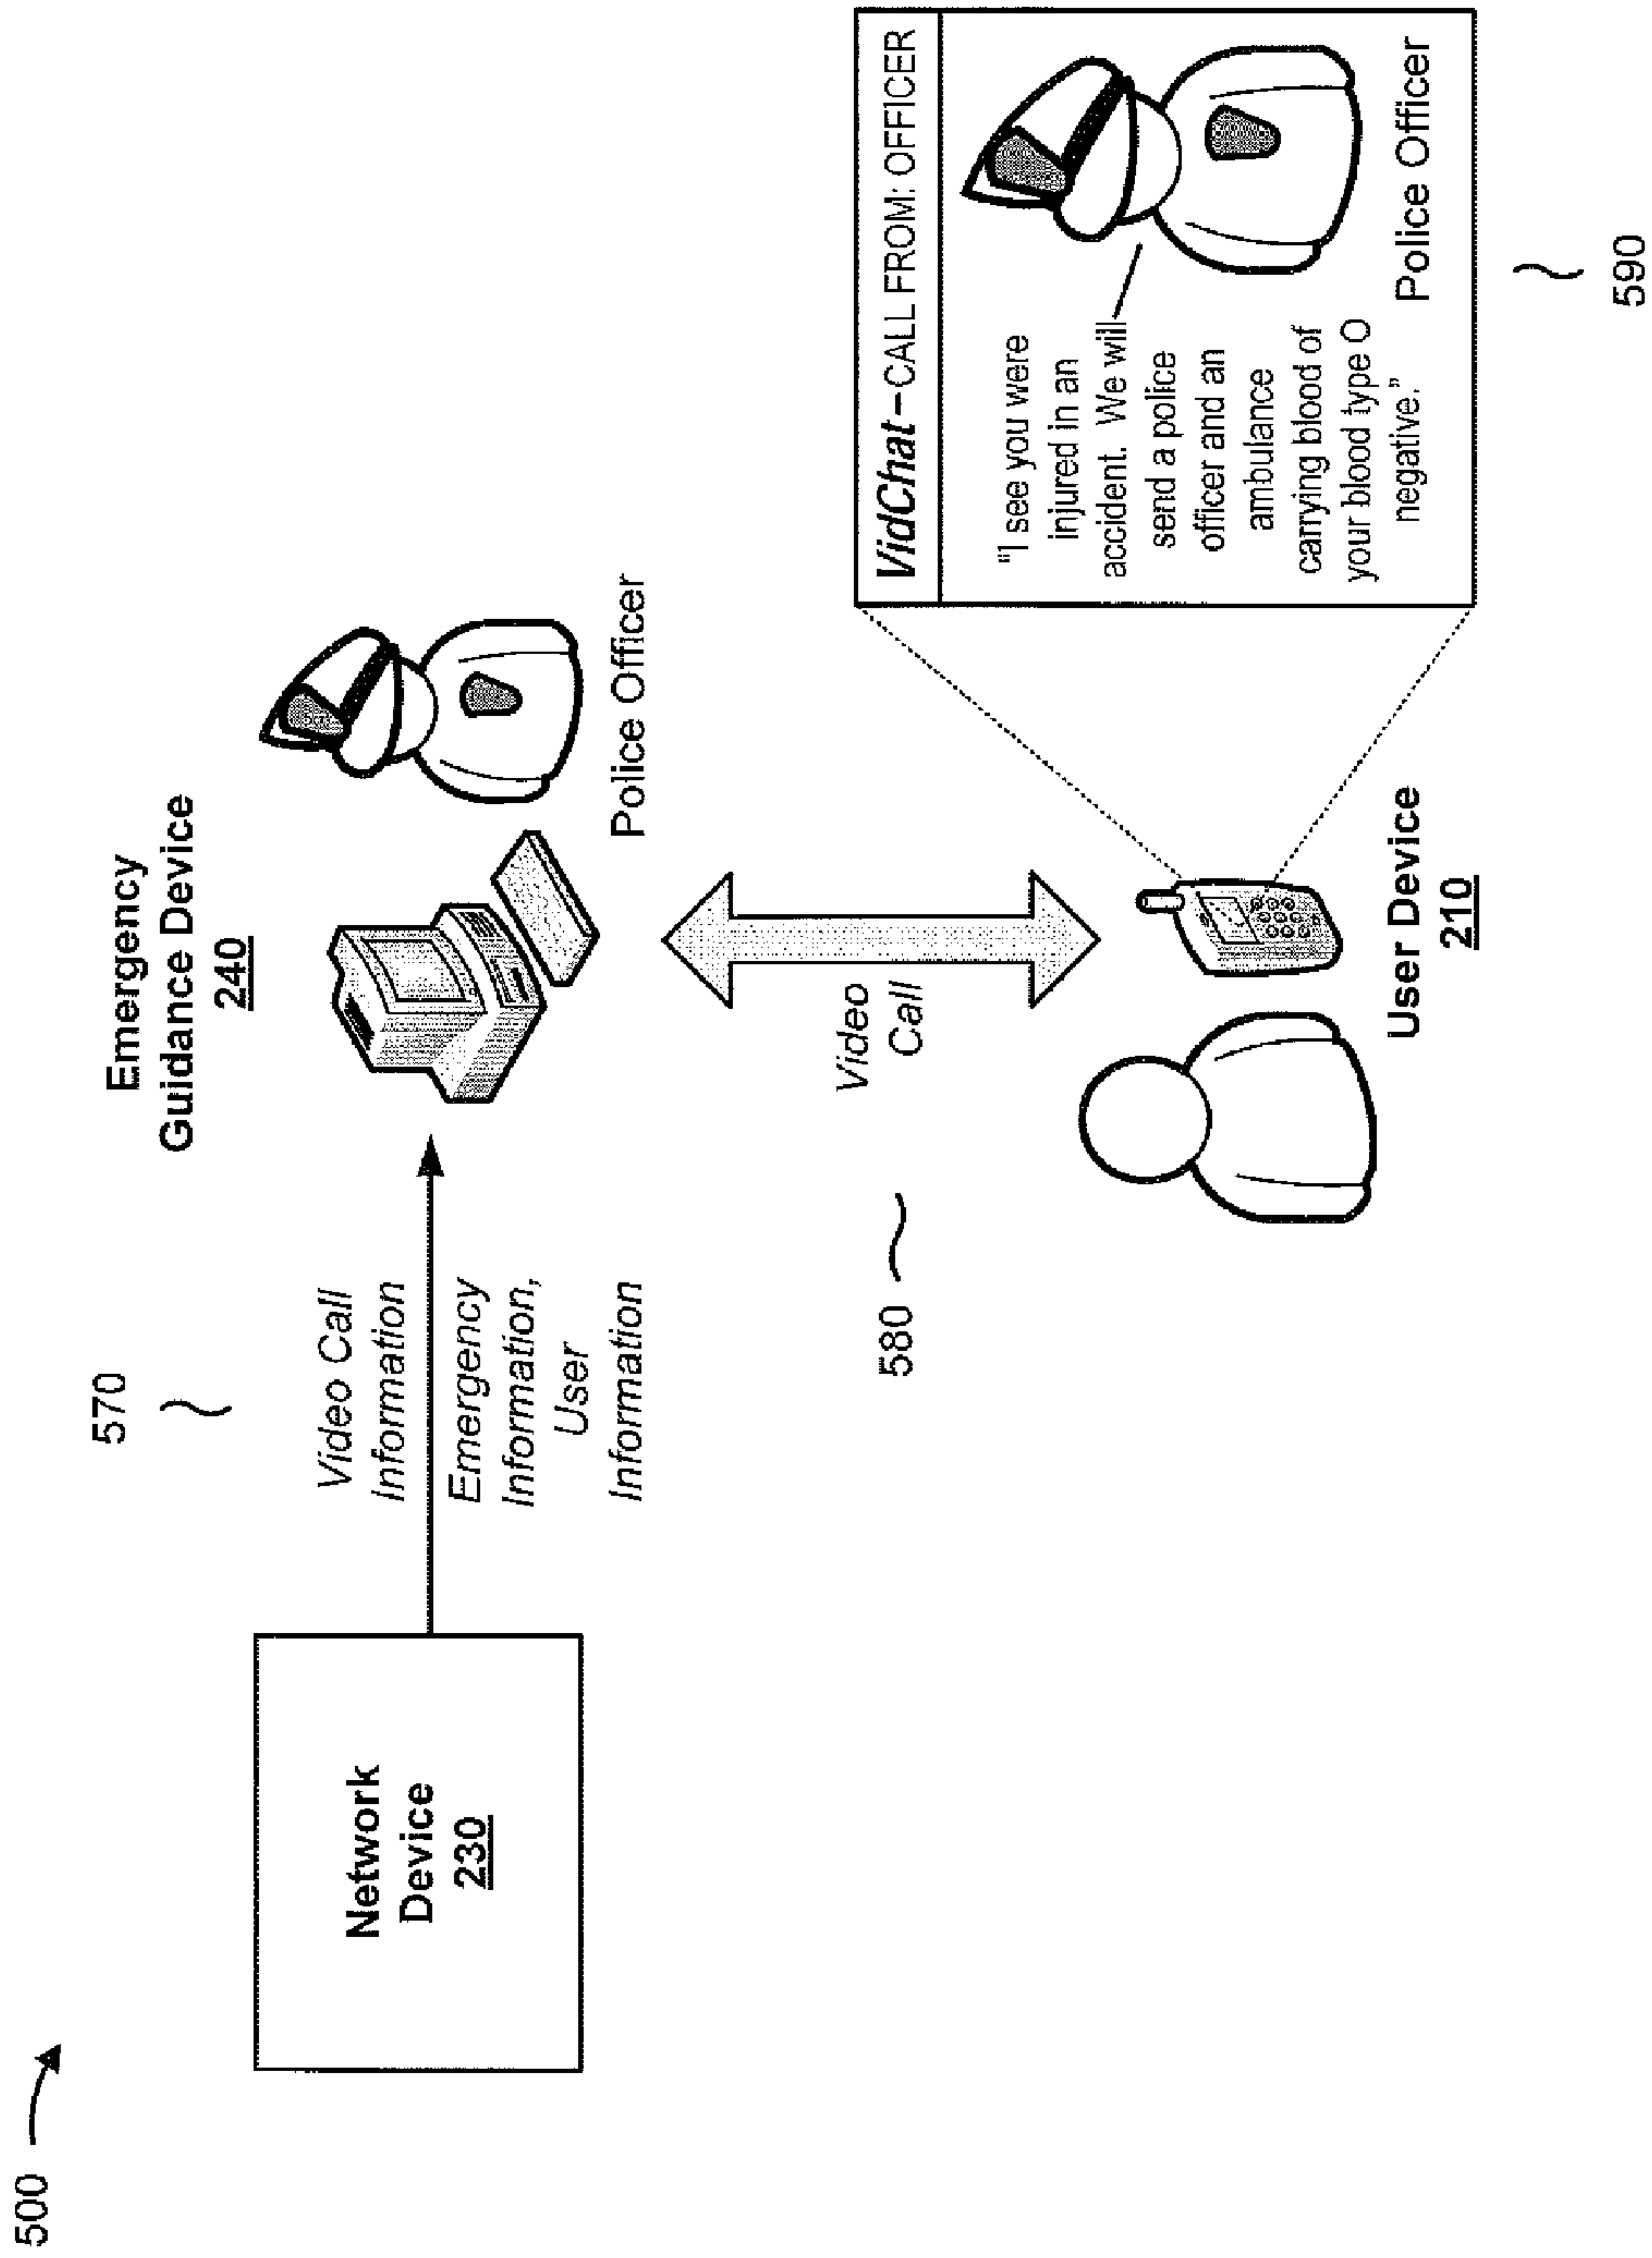 500
570
Network
Device
230
Video Call
Information
Emergency
Information,
User
Information
Emergency
Guidance Device
240
Police Officer
580
Video
Call
User Device
210
VidChat – CALL FROM: OFFICER
"I see you were
injured in an
accident. We will
send a police
officer and an
ambulance
carrying blood of
your blood type O
negative."
Police Officer
590